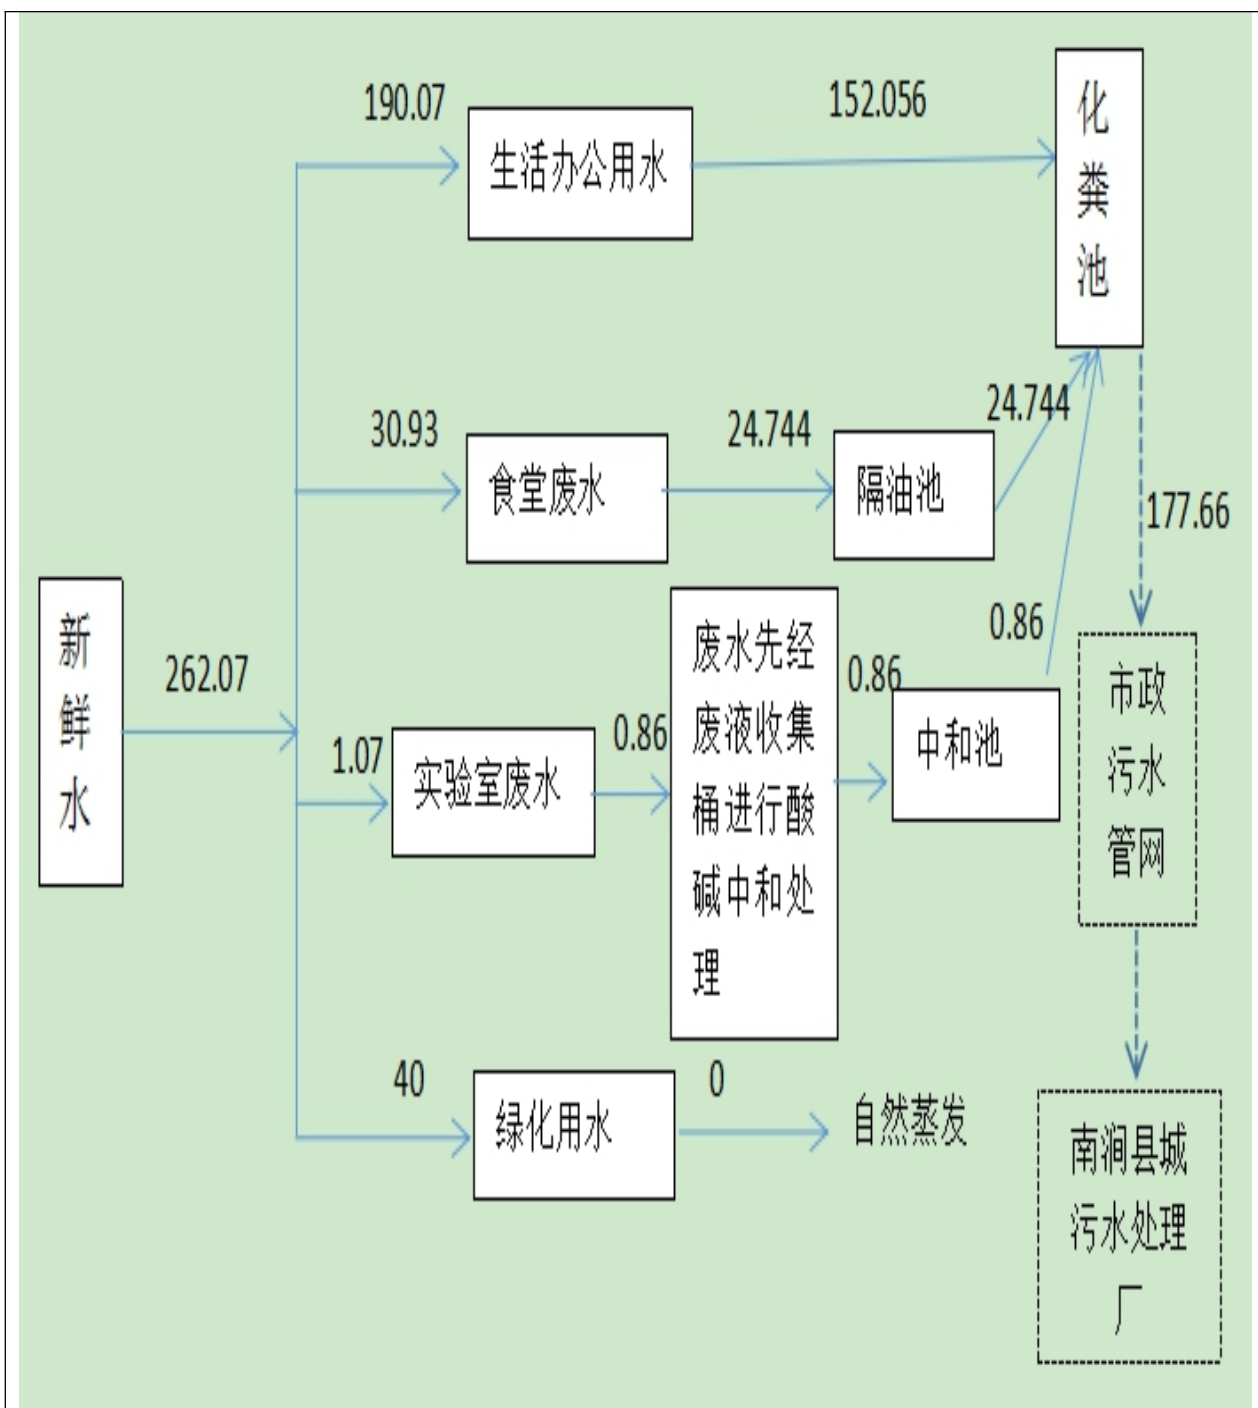 190.07
生活办公用水
152.056
化
粪
池
30.93
食堂废水
24.744
隔油池
24.744
177.66
新
鲜
水
262.07
1.07
实验室废水
0.86
废水先经
废液收集
桶进行酸
碱中和处
理
0.86
中和池
0.86
市政
污水
管网
40
绿化用水
0
自然蒸发
南涧县城
污水处理
厂